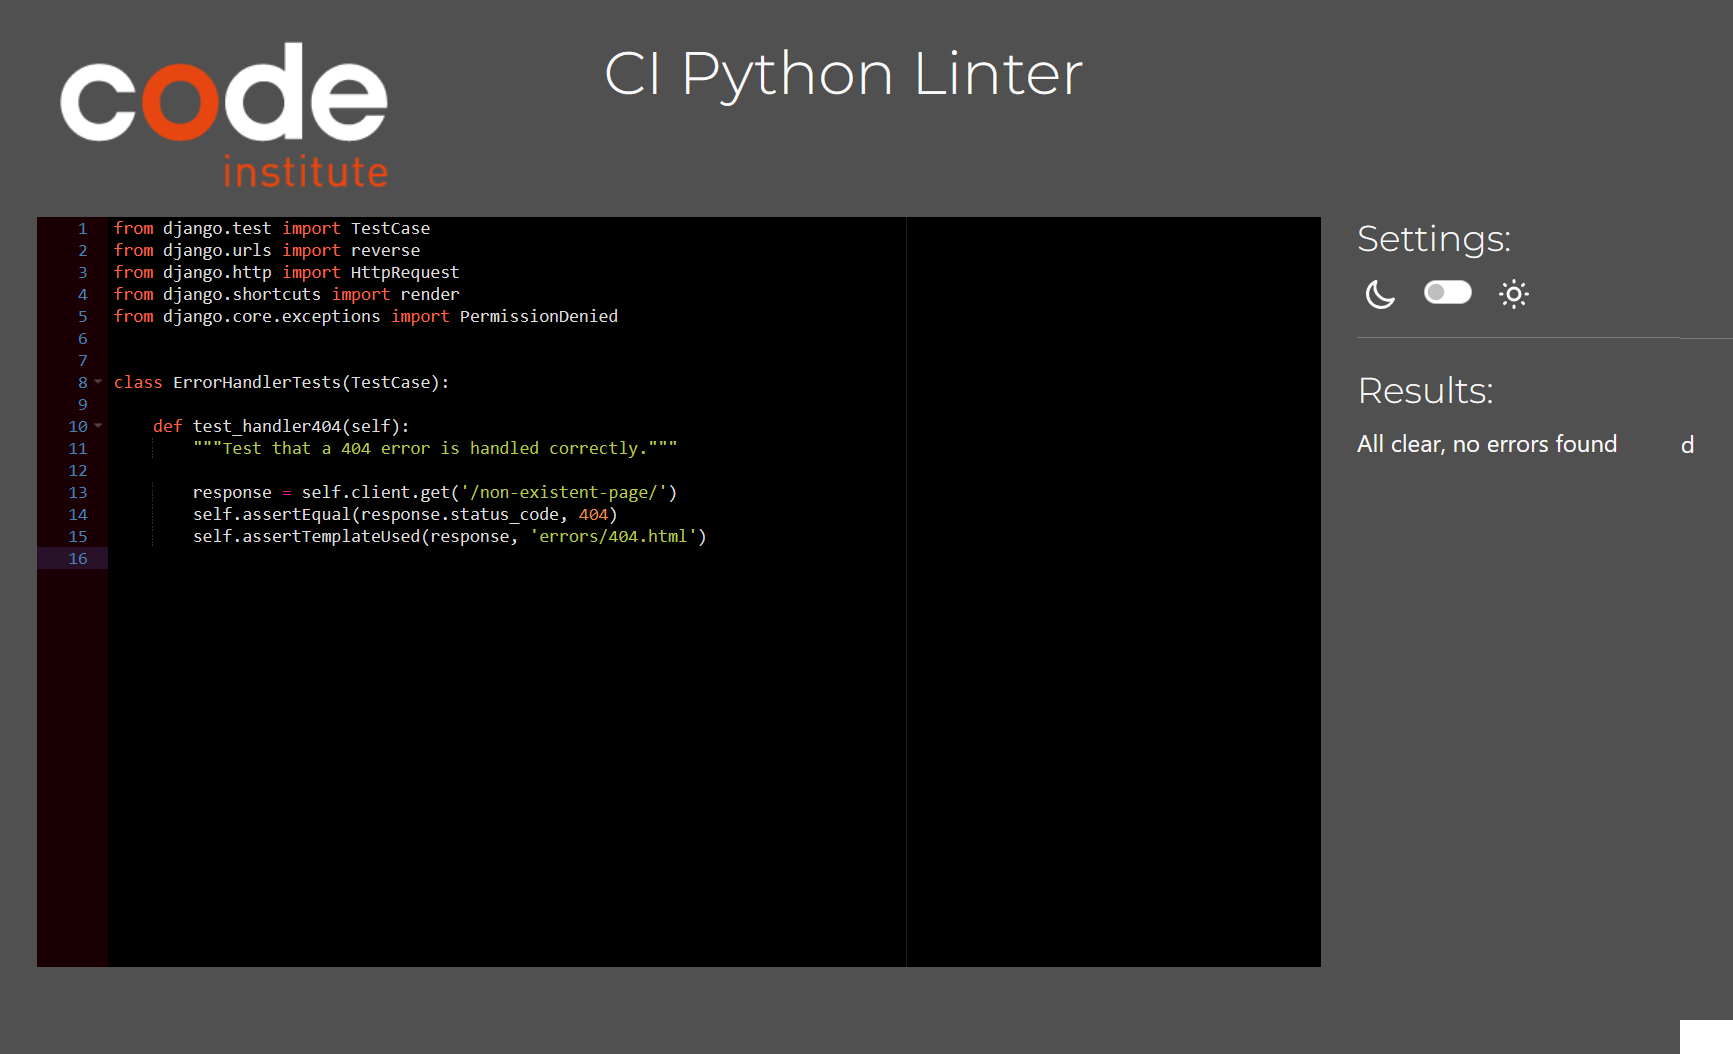 code
institute
CI Python Linter
1 from django.test import TestCase
2 from django.urls import reverse
3 from django.http import HttpRequest
4 from django.shortcuts import render
5 from django.core.exceptions import PermissionDenied
6
7
8 class ErrorHandlerTests(TestCase):
9
10     def test_handler404(self):
11         """Test that a 404 error is handled correctly."""
12
13         response = self.client.get('/non-existent-page/')
14         self.assertEqual(response.status_code, 404)
15         self.assertTemplateUsed(response, 'errors/404.html')
16
Settings:
Results:
All clear, no errors found d